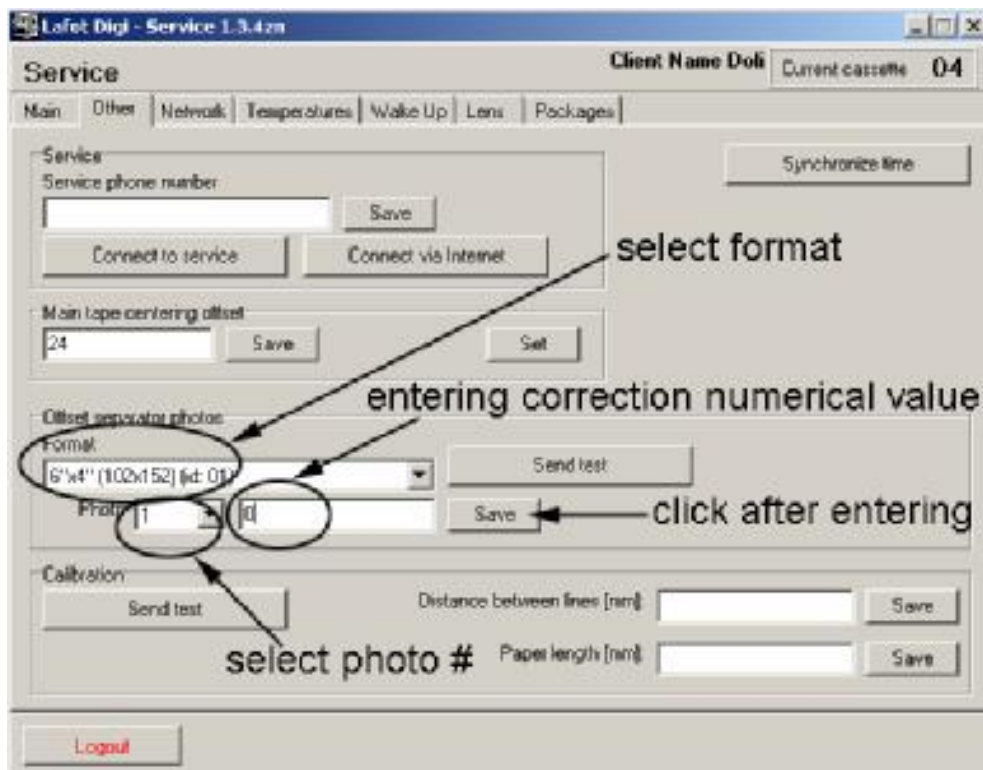 Lafot Digi - Service 1.3.4zn
Service
Client Name Doli
Current cassette 04
Main Other Network Temperatures Wake Up Lens Packages
Service
Synchronize time
Service phone number
Save
Connect to service Connect via Internet
select format
Main tape centering offset
24 Save Set
entering correction numerical value
Offset separator photos
Format
6"x4" (102x152) (id: 01) Send test
Photo 1 0 Save click after entering
Calibration
Send test Distance between lines [mm] Save
select photo # Paper length [mm] Save
Logout